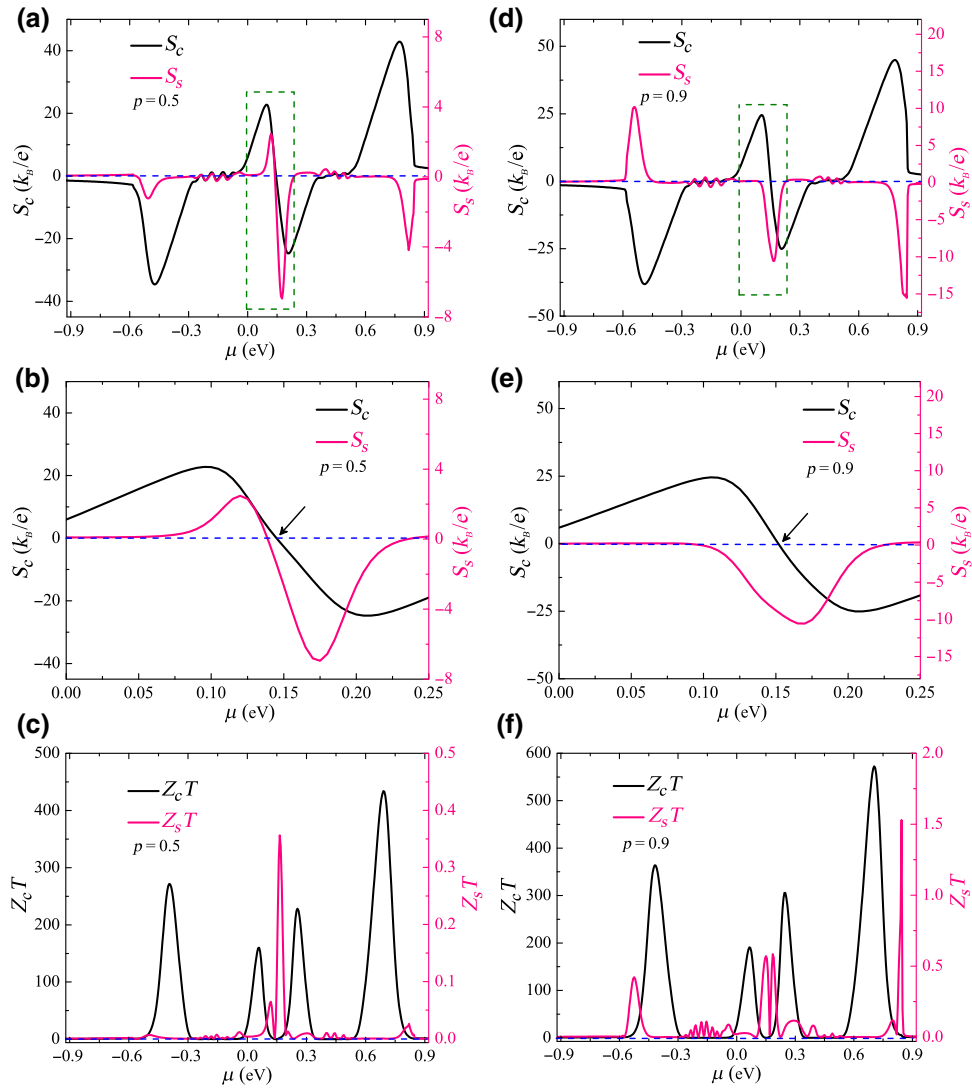 (a)
S_c
S_s
p = 0.5
S_c (k_B/e)
40
20
0
−20
−40
S_s (k_B/e)
8
4
0
−4
−8
−0.9 −0.6 −0.3 0.0 0.3 0.6 0.9
μ (eV)
(d)
S_c
S_s
p = 0.9
S_c (k_B/e)
50
25
0
−25
−50
S_s (k_B/e)
20
15
10
5
0
−5
−10
−15
−0.9 −0.6 −0.3 0.0 0.3 0.6 0.9
μ (eV)
(b)
S_c
S_s
p = 0.5
S_c (k_B/e)
40
20
0
−20
−40
S_s (k_B/e)
8
4
0
−4
−8
0.00 0.05 0.10 0.15 0.20 0.25
μ (eV)
(e)
S_c
S_s
p = 0.9
S_c (k_B/e)
50
25
0
−25
−50
S_s (k_B/e)
20
15
10
5
0
−5
−10
−15
0.00 0.05 0.10 0.15 0.20 0.25
μ (eV)
(c)
Z_cT
Z_sT
p = 0.5
Z_cT
500
400
300
200
100
0
Z_sT
0.5
0.4
0.3
0.2
0.1
0.0
−0.9 −0.6 −0.3 0.0 0.3 0.6 0.9
μ (eV)
(f)
Z_cT
Z_sT
p = 0.9
Z_cT
600
500
400
300
200
100
0
Z_sT
2.0
1.5
1.0
0.5
0.0
−0.9 −0.6 −0.3 0.0 0.3 0.6 0.9
μ (eV)